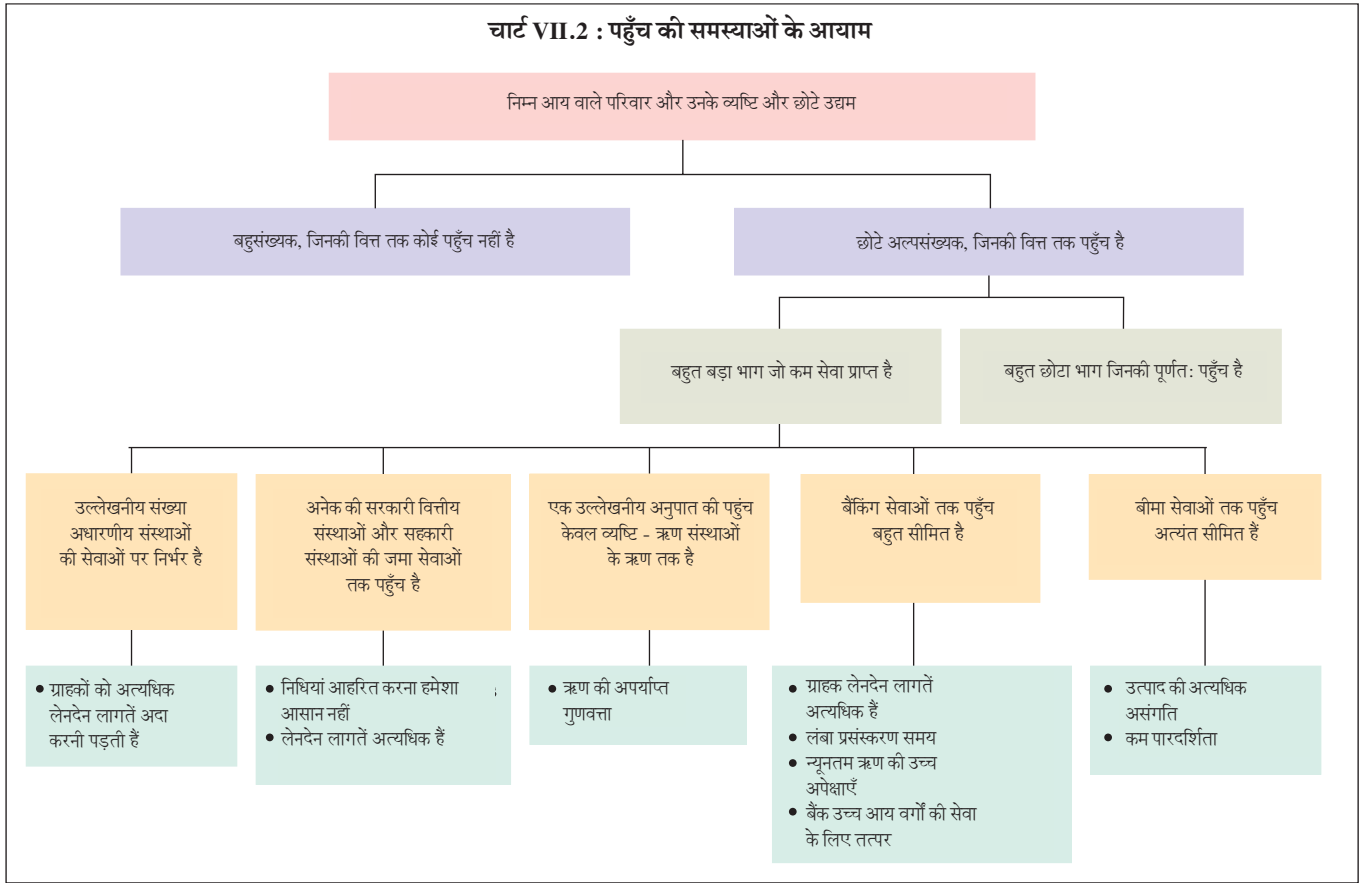 चार्ट VII.2 : पहुँच की समस्याओं के आयाम
निम्न आय वाले परिवार और उनके व्यष्टि और छोटे उद्यम
बहुसंख्यक, जिनकी वित्त तक कोई पहुँच नहीं है
छोटे अल्पसंख्यक, जिनकी वित्त तक पहुँच है
बहुत बड़ा भाग जो कम सेवा प्राप्त है
बहुत छोटा भाग जिनकी पूर्णत: पहुँच है
उल्लेखनीय संख्या
अधारणीय संस्थाओं
की सेवाओं पर निर्भर है
अनेक की सरकारी वित्तीय
संस्थाओं और सहकारी
संस्थाओं की जमा सेवाओं
तक पहुँच है
एक उल्लेखनीय अनुपात की पहुंच
केवल व्यष्टि - ऋण संस्थाओं
के ऋण तक है
बैंकिंग सेवाओं तक पहुँच
बहुत सीमित है
बीमा सेवाओं तक पहुँच
अत्यंत सीमित हैं
• ग्राहकों को अत्यधिक
लेनदेन लागतें अदा
करनी पड़ती हैं
• निधियां आहरित करना हमेशा
आसान नहीं
• लेनदेन लागतें अत्यधिक हैं
• ऋण की अपर्याप्त
गुणवत्ता
• ग्राहक लेनदेन लागतें
अत्यधिक हैं
• लंबा प्रसंस्करण समय
• न्यूनतम ऋण की उच्च
अपेक्षाएँ
• बैंक उच्च आय वर्गों की सेवा
के लिए तत्पर
• उत्पाद की अत्यधिक
असंगति
• कम पारदर्शिता